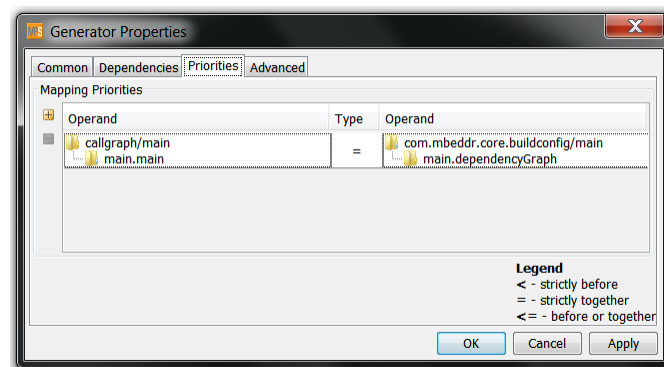 MPS Generator Properties
Common Dependencies Priorities Advanced
Mapping Priorities
Operand Type Operand
callgraph/main = com.mbeddr.core.buildconfig/main
main.main main.dependencyGraph
Legend
< - strictly before
= - strictly together
<= - before or together
OK Cancel Apply